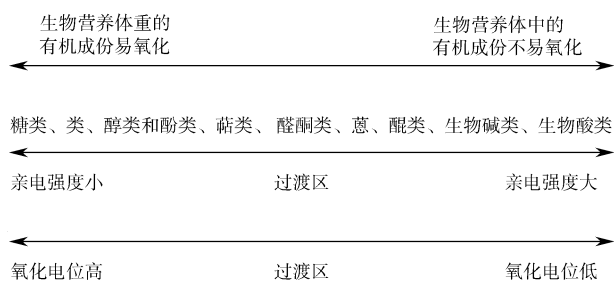 生物营养体重的
有机成份易氧化
生物营养体中的
有机成份不易氧化
糖类、类、醇类和酚类、萜类、醛酮类、蒽、醌类、生物碱类、生物酸类
亲电强度小 过渡区 亲电强度大
氧化电位高 过渡区 氧化电位低